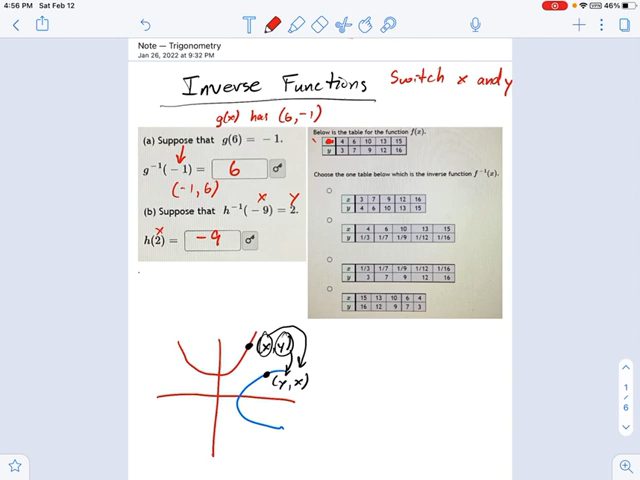 4:56 PM Sat Feb 12
46%
Note — Trigonometry
Jan 26, 2022 at 9:32 PM
Inverse Functions
Switch x and y
g(x) has (6, -1)
(a) Suppose that g(6) = −1.
g⁻¹(−1) = 6
(-1, 6)
x y
(b) Suppose that h⁻¹(−9) = 2.
x
h(2) = -9
Below is the table for the function f(x).
4 6 10 13 15
y 3 7 9 12 16
Choose the one table below which is the inverse function f⁻¹(x).
x 3 7 9 12 16
y 4 6 10 13 15
x 4 6 10 13 15
y 1/3 1/7 1/9 1/12 1/16
x 1/3 1/7 1/9 1/12 1/16
y 3 7 9 12 16
x 15 13 10 6 4
y 16 12 9 7 3
(x, y)
(y, x)
1
/
6